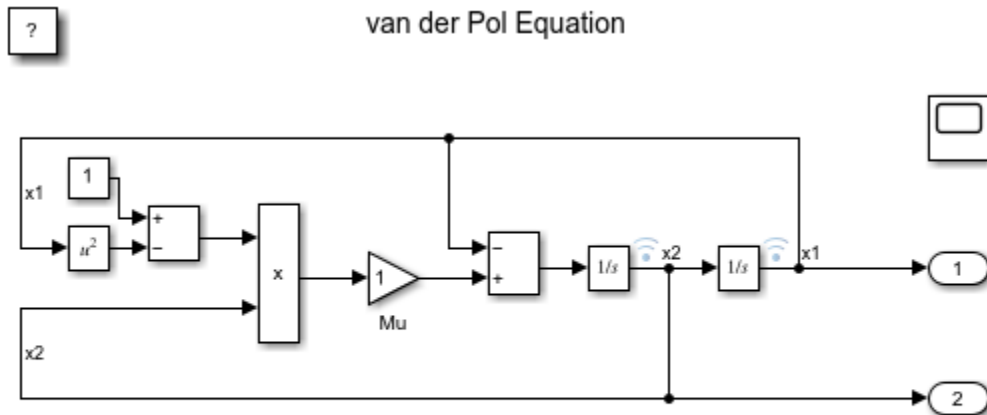 ?
van der Pol Equation
x1
1
+
−
u²
x
1
Mu
−
+
1/s
x2
1/s
x1
1
x2
2